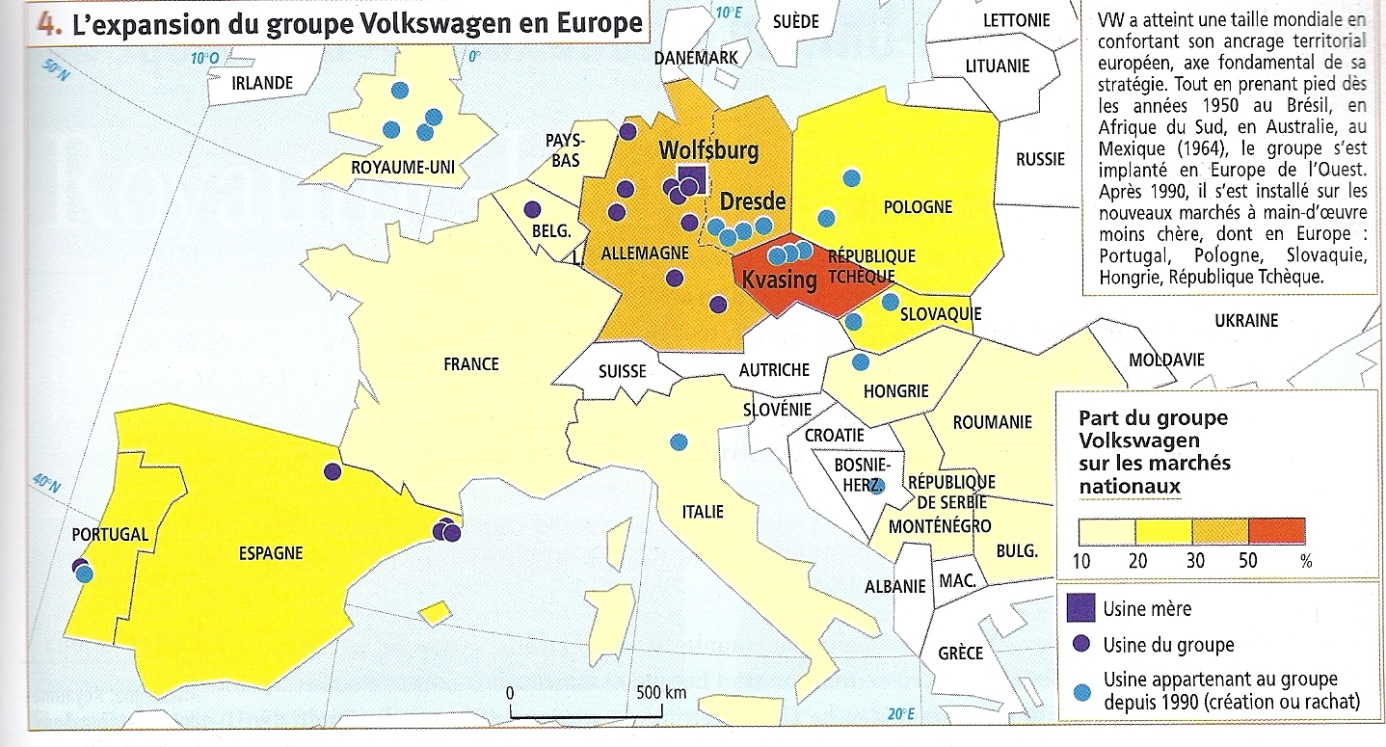 4. L'expansion du groupe Volkswagen en Europe
VW a atteint une taille mondiale en
confortant son ancrage territorial
européen, axe fondamental de sa
stratégie. Tout en prenant pied dès
les années 1950 au Brésil, en
Afrique du Sud, en Australie, au
Mexique (1964), le groupe s'est
implanté en Europe de l'Ouest.
Après 1990, il s'est installé sur les
nouveaux marchés à main-d'œuvre
moins chère, dont en Europe :
Portugal, Pologne, Slovaquie,
Hongrie, République Tchèque.
50°N
10°O
0°
10°E
IRLANDE
ROYAUME-UNI
DANEMARK
SUÈDE
LETTONIE
LITUANIE
RUSSIE
PAYS-
BAS
BELG.
L.
Wolfsburg
Dresde
ALLEMAGNE
POLOGNE
Kvasing
RÉPUBLIQUE
TCHÈQUE
SLOVAQUIE
UKRAINE
MOLDAVIE
FRANCE
SUISSE
AUTRICHE
HONGRIE
ROUMANIE
SLOVÉNIE
CROATIE
BOSNIE-
HERZ.
RÉPUBLIQUE
DE SERBIE
MONTÉNÉGRO
BULG.
ITALIE
ALBANIE
MAC.
GRÈCE
40°N
PORTUGAL
ESPAGNE
0
500 km
20°E
Part du groupe
Volkswagen
sur les marchés
nationaux
10 20 30 50 %
Usine mère
Usine du groupe
Usine appartenant au groupe
depuis 1990 (création ou rachat)